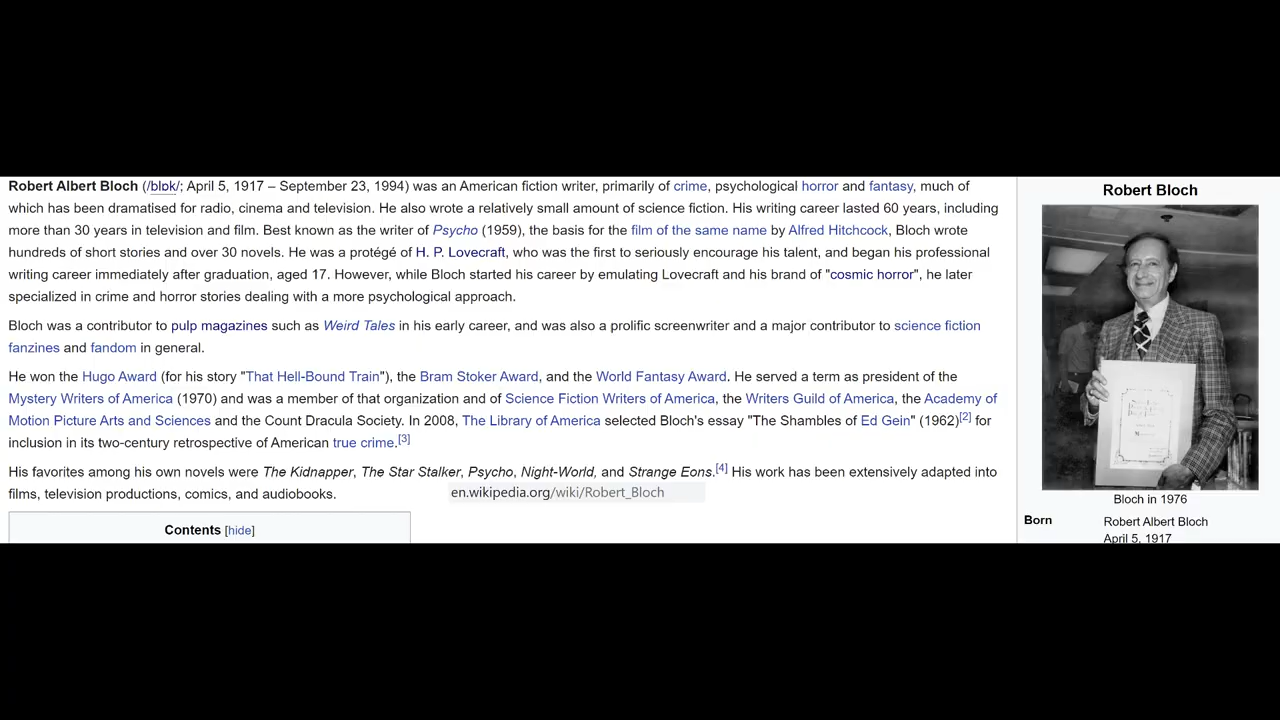 Robert Albert Bloch (/blɒk/; April 5, 1917 – September 23, 1994) was an American fiction writer, primarily of crime, psychological horror and fantasy, much of
which has been dramatised for radio, cinema and television. He also wrote a relatively small amount of science fiction. His writing career lasted 60 years, including
more than 30 years in television and film. Best known as the writer of Psycho (1959), the basis for the film of the same name by Alfred Hitchcock, Bloch wrote
hundreds of short stories and over 30 novels. He was a protégé of H. P. Lovecraft, who was the first to seriously encourage his talent, and began his professional
writing career immediately after graduation, aged 17. However, while Bloch started his career by emulating Lovecraft and his brand of "cosmic horror", he later
specialized in crime and horror stories dealing with a more psychological approach.
Bloch was a contributor to pulp magazines such as Weird Tales in his early career, and was also a prolific screenwriter and a major contributor to science fiction
fanzines and fandom in general.
He won the Hugo Award (for his story "That Hell-Bound Train"), the Bram Stoker Award, and the World Fantasy Award. He served a term as president of the
Mystery Writers of America (1970) and was a member of that organization and of Science Fiction Writers of America, the Writers Guild of America, the Academy of
Motion Picture Arts and Sciences and the Count Dracula Society. In 2008, The Library of America selected Bloch's essay "The Shambles of Ed Gein" (1962)[2] for
inclusion in its two-century retrospective of American true crime.[3]
His favorites among his own novels were The Kidnapper, The Star Stalker, Psycho, Night-World, and Strange Eons.[4] His work has been extensively adapted into
films, television productions, comics, and audiobooks.
en.wikipedia.org/wiki/Robert_Bloch
Contents [hide]
Robert Bloch
Bloch in 1976
Born
Robert Albert Bloch
April 5, 1917